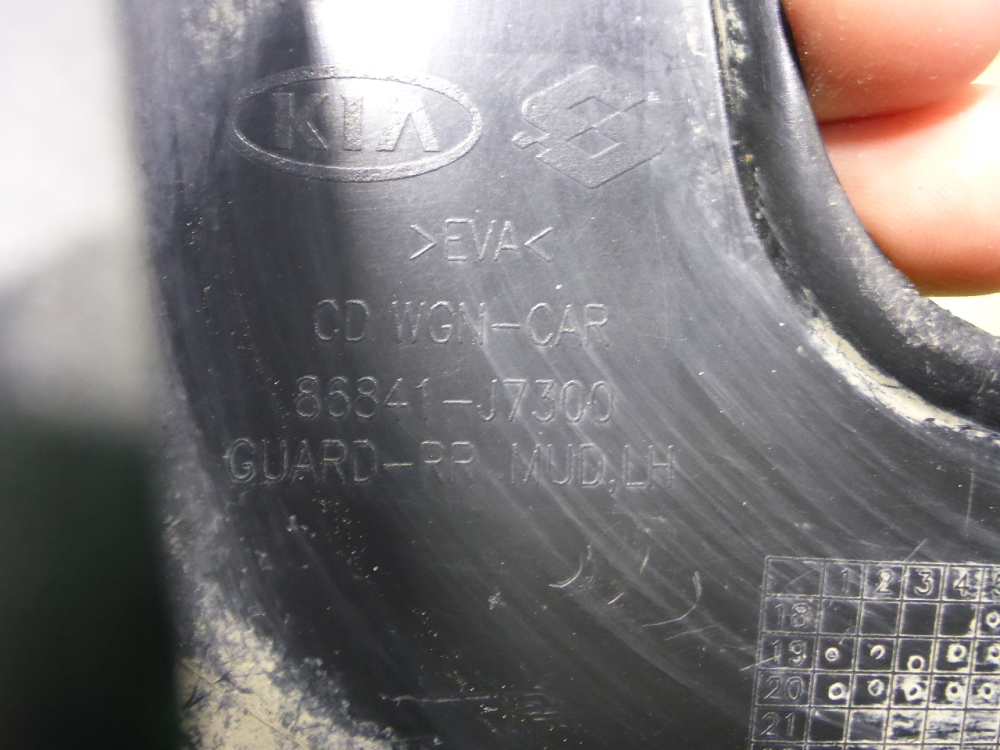 KIA
>EVA<
CD WGN-CAR
86841-J7300
GUARD-RR MUD,LH
1 2 3 4
18
19
20
21